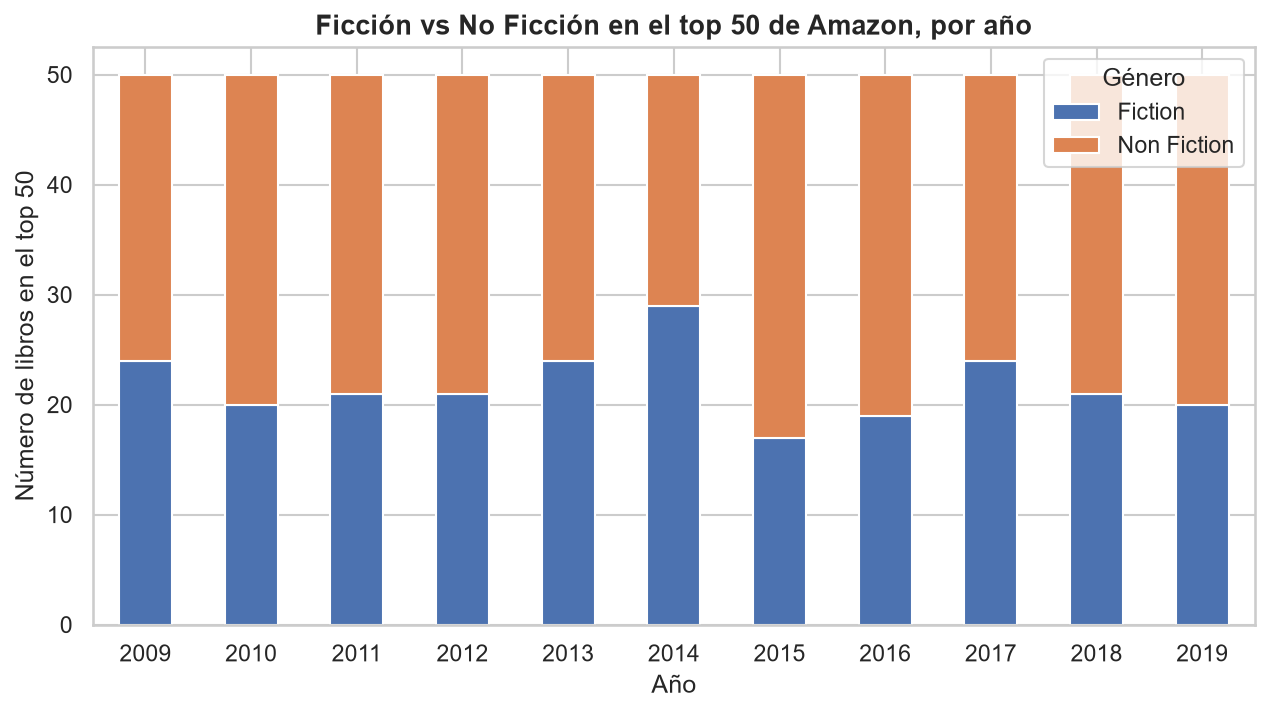 Ficción vs No Ficción en el top 50 de Amazon, por año
Género
Fiction
Non Fiction
Número de libros en el top 50
50
40
30
20
10
0
2009 2010 2011 2012 2013 2014 2015 2016 2017 2018 2019
Año